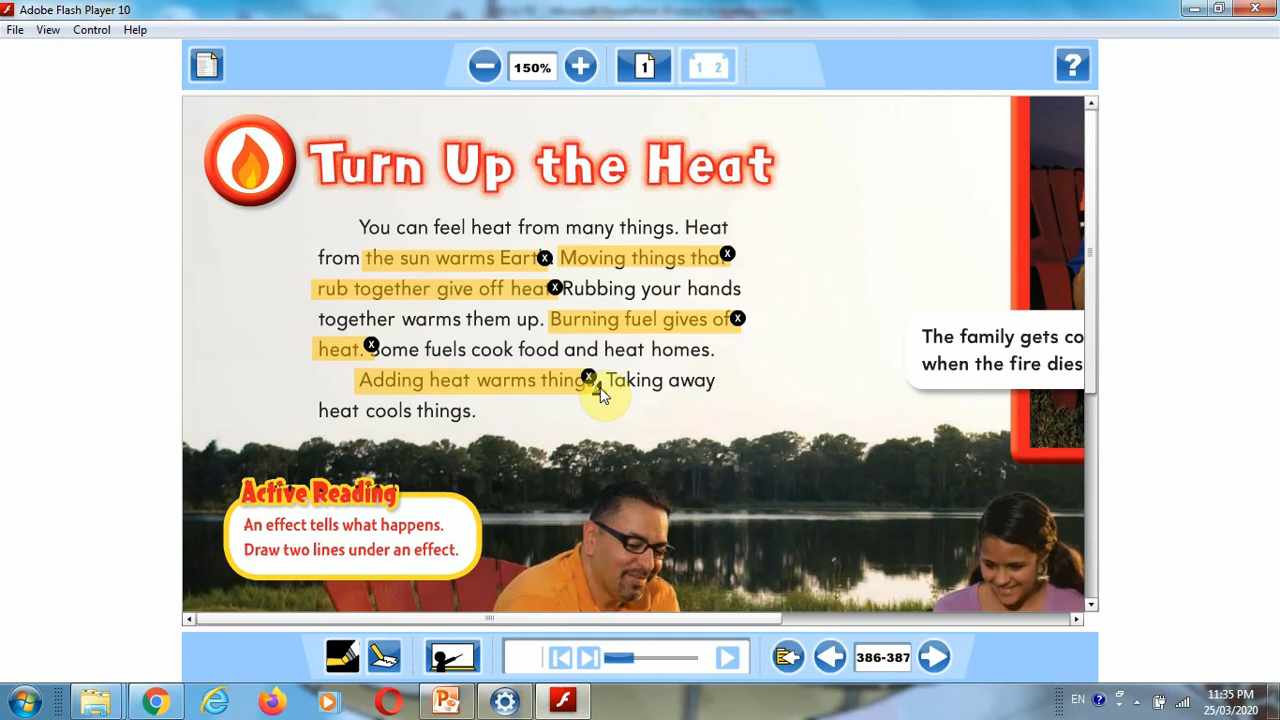 Adobe Flash Player 10
File View Control Help
150%
1
1 2
?
Turn Up the Heat
You can feel heat from many things. Heat
from the sun warms Earth. Moving things that
rub together give off heat. Rubbing your hands
together warms them up. Burning fuel gives of
heat. Some fuels cook food and heat homes.
Adding heat warms things. Taking away
heat cools things.
The family gets co
when the fire dies
Active Reading
An effect tells what happens.
Draw two lines under an effect.
386-387
EN
11:35 PM
25/03/2020